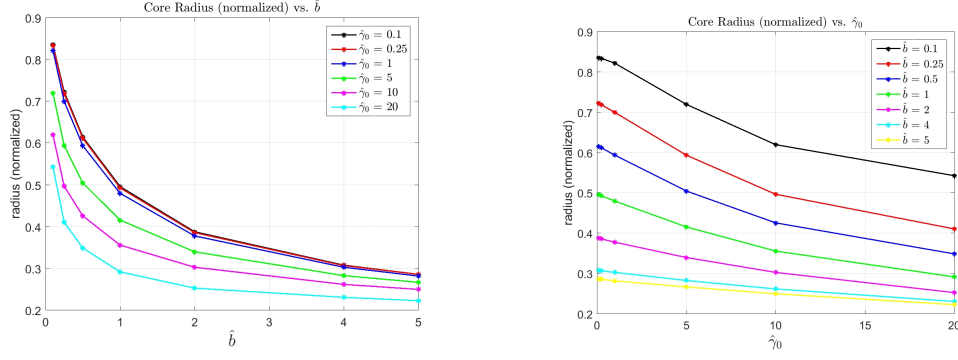 Core Radius (normalized) vs. b̂
radius (normalized)
0.9
0.8
0.7
0.6
0.5
0.4
0.3
0.2
0
1
2
3
4
5
b̂
γ̂₀ = 0.1
γ̂₀ = 0.25
γ̂₀ = 1
γ̂₀ = 5
γ̂₀ = 10
γ̂₀ = 20
Core Radius (normalized) vs. γ̂₀
radius (normalized)
0.9
0.8
0.7
0.6
0.5
0.4
0.3
0.2
0
5
10
15
20
γ̂₀
b̂ = 0.1
b̂ = 0.25
b̂ = 0.5
b̂ = 1
b̂ = 2
b̂ = 4
b̂ = 5